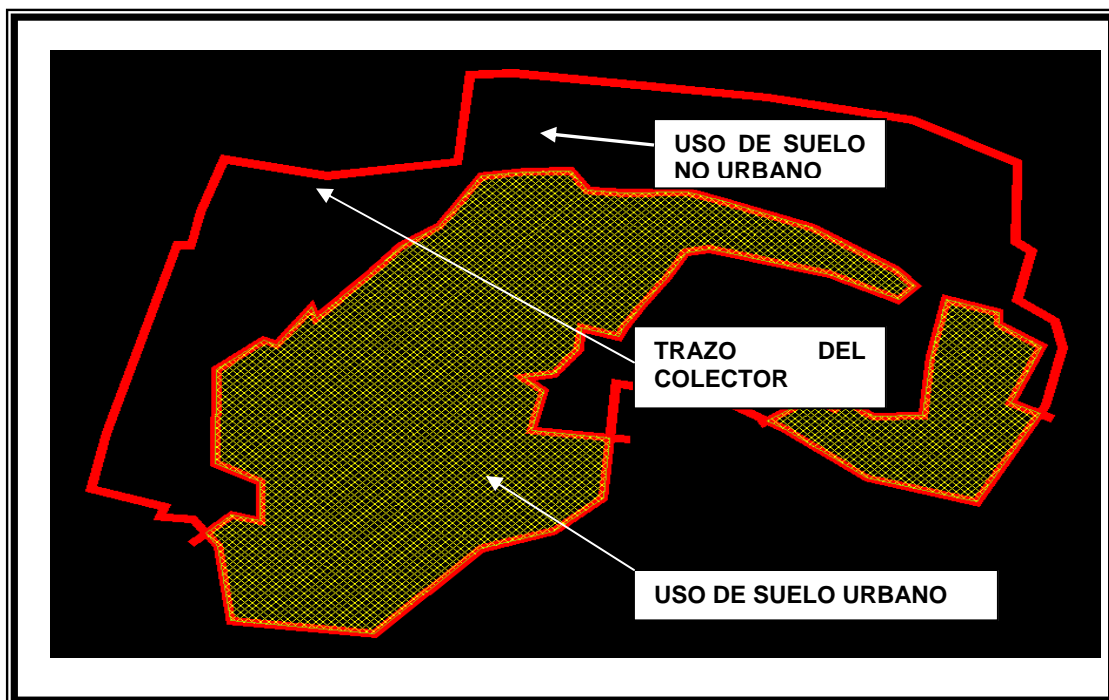 USO DE SUELO
NO URBANO
TRAZO DEL
COLECTOR
USO DE SUELO URBANO